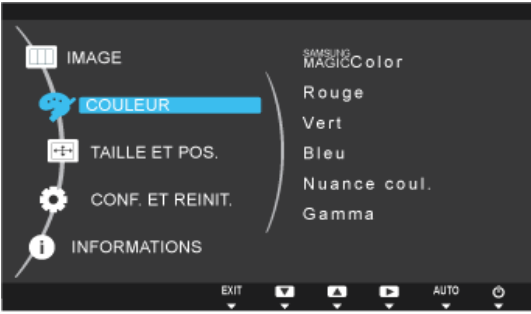 IMAGE
COULEUR
TAILLE ET POS.
CONF. ET REINIT.
INFORMATIONS
SAMSUNG
MAGICColor
Rouge
Vert
Bleu
Nuance coul.
Gamma
EXIT AUTO